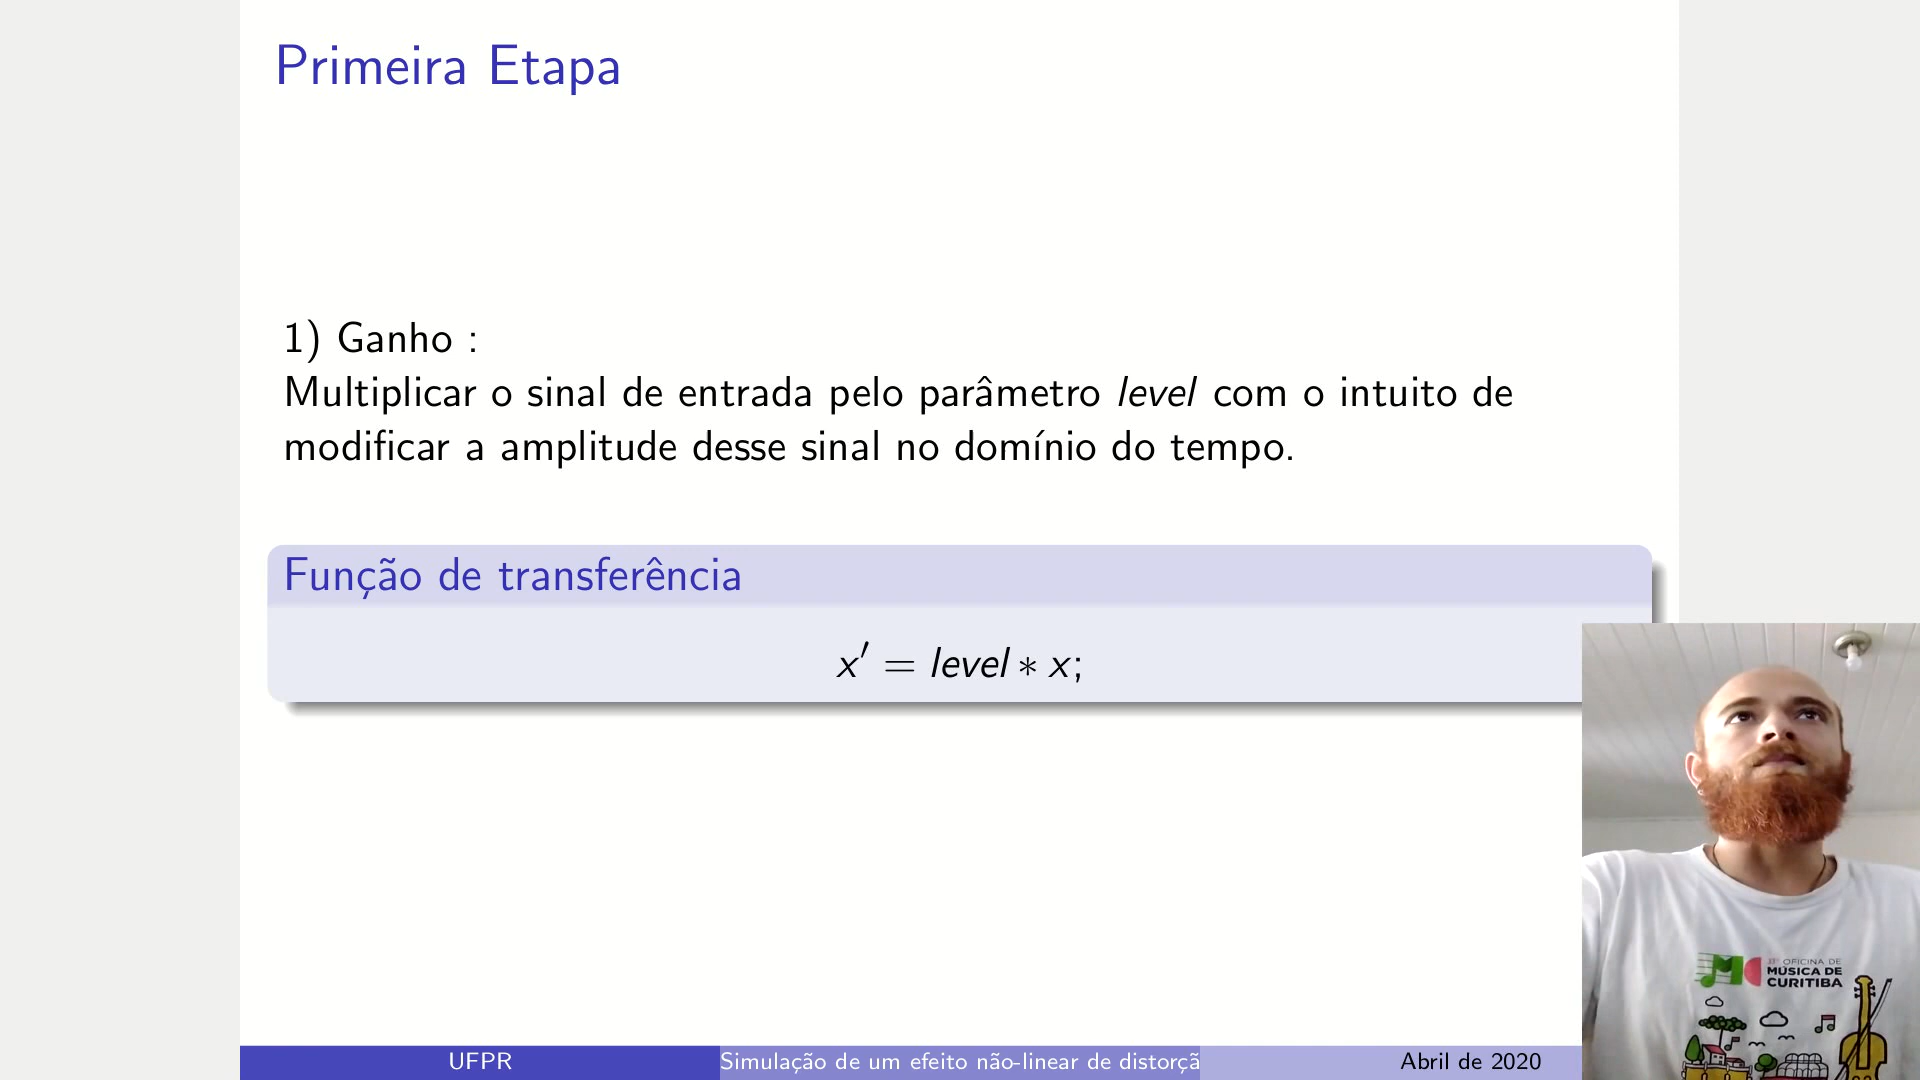 Primeira Etapa
1) Ganho :
Multiplicar o sinal de entrada pelo parâmetro level com o intuito de
modificar a amplitude desse sinal no domínio do tempo.
Função de transferência
x′ = level ∗ x;
OFICINA DE
MÚSICA DE
CURITIBA
UFPR
Simulação de um efeito não-linear de distorçã
Abril de 2020